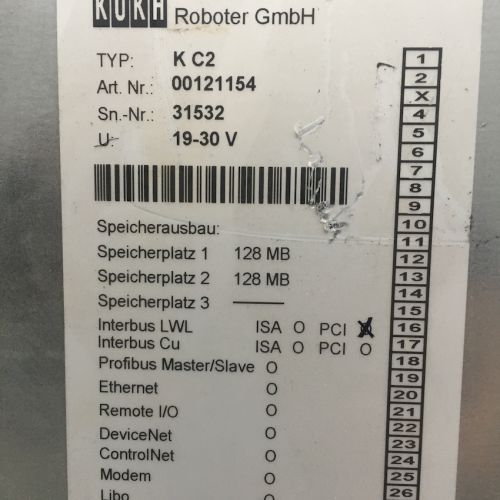 KUKA
Roboter GmbH
TYP: K C2
Art. Nr.: 00121154
Sn.-Nr.: 31532
U: 19-30 V
Speicherausbau:
Speicherplatz 1 128 MB
Speicherplatz 2 128 MB
Speicherplatz 3 ———
Interbus LWL ISA O PCI X
Interbus Cu ISA O PCI O
Profibus Master/Slave O
Ethernet O
Remote I/O O
DeviceNet O
ControlNet O
Modem O
Libo O
1
2
X
4
5
6
7
8
9
10
11
12
13
14
15
16
17
18
19
20
21
22
23
24
25
26